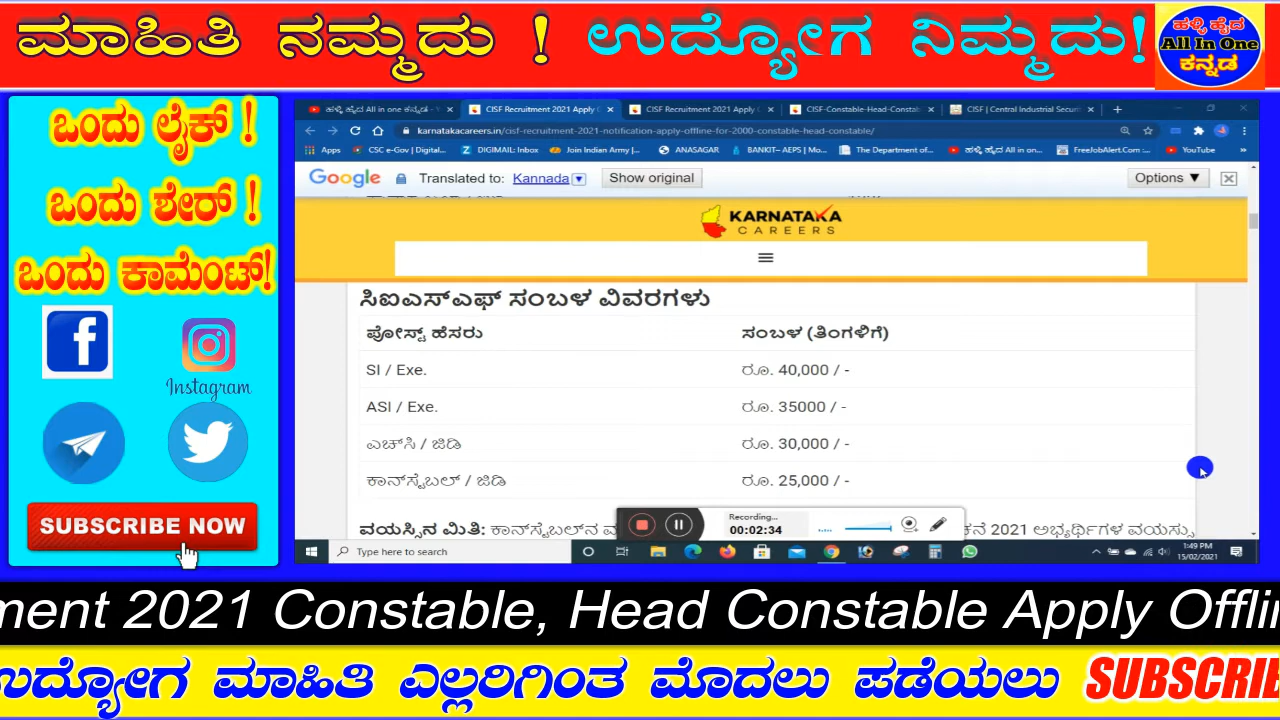 ಮಾಹಿತಿ ನಮ್ಮದು ! ಉದ್ಯೋಗ ನಿಮ್ಮದು!
ಹಳ್ಳಿ ಹೈದ
All In One
ಕನ್ನಡ
ಒಂದು ಲೈಕ್ !
ಒಂದು ಶೇರ್ !
ಒಂದು ಕಾಮೆಂಟ್!
Instagram
SUBSCRIBE NOW
ಹಳ್ಳಿ ಹೈದ All in one ಕನ್ನಡ - CISF Recruitment 2021 Apply CISF Recruitment 2021 Apply CISF-Constable-Head-Consta CISF | Central Industrial Secur
karnatakacareers.in/cisf-recruitment-2021-notification-apply-offline-for-2000-constable-head-constable/
Apps CSC e-Gov | Digital... DIGIMAIL: Inbox Join Indian Army |... ANASAGAR BANKIT– AEPS | Mo... The Department of... ಹಳ್ಳಿ ಹೈದ All in on... FreeJobAlert.Com :... YouTube »
Google Translated to: Kannada Show original Options ▼
KARNATAKA
CAREERS
ಸಿಐಎಸ್ಎಫ್ ಸಂಬಳ ವಿವರಗಳು
ಪೋಸ್ಟ್ ಹೆಸರು ಸಂಬಳ (ತಿಂಗಳಿಗೆ)
SI / Exe. ರೂ. 40,000 / -
ASI / Exe. ರೂ. 35000 / -
ಎಚ್‌ಸಿ / ಜಿಡಿ ರೂ. 30,000 / -
ಕಾನ್‌ಸ್ಟೆಬಲ್ / ಜಿಡಿ ರೂ. 25,000 / -
ವಯಸ್ಸಿನ ಮಿತಿ: ಕಾನ್‌ಸ್ಟೆಬಲ್‌ನ 2021 ಅಭ್ಯರ್ಥಿಗಳ ವಯಸ್ಸು
Recording...
00:02:34
Type here to search
1:49 PM
15/02/2021
ment 2021 Constable, Head Constable Apply Offli
ಉದ್ಯೋಗ ಮಾಹಿತಿ ಎಲ್ಲರಿಗಿಂತ ಮೊದಲು ಪಡೆಯಲು SUBSCRIBE